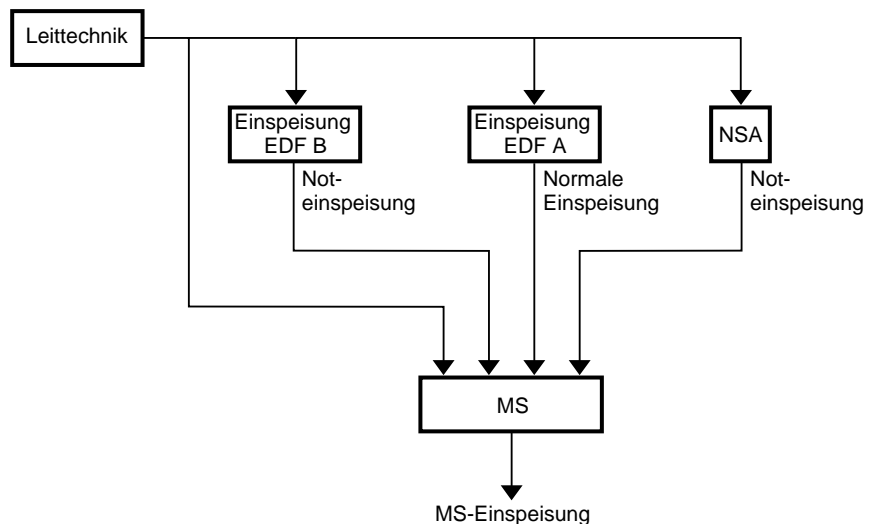 Leittechnik
Einspeisung
EDF B
Einspeisung
EDF A
NSA
Not-
einspeisung
Normale
Einspeisung
Not-
einspeisung
MS
MS-Einspeisung